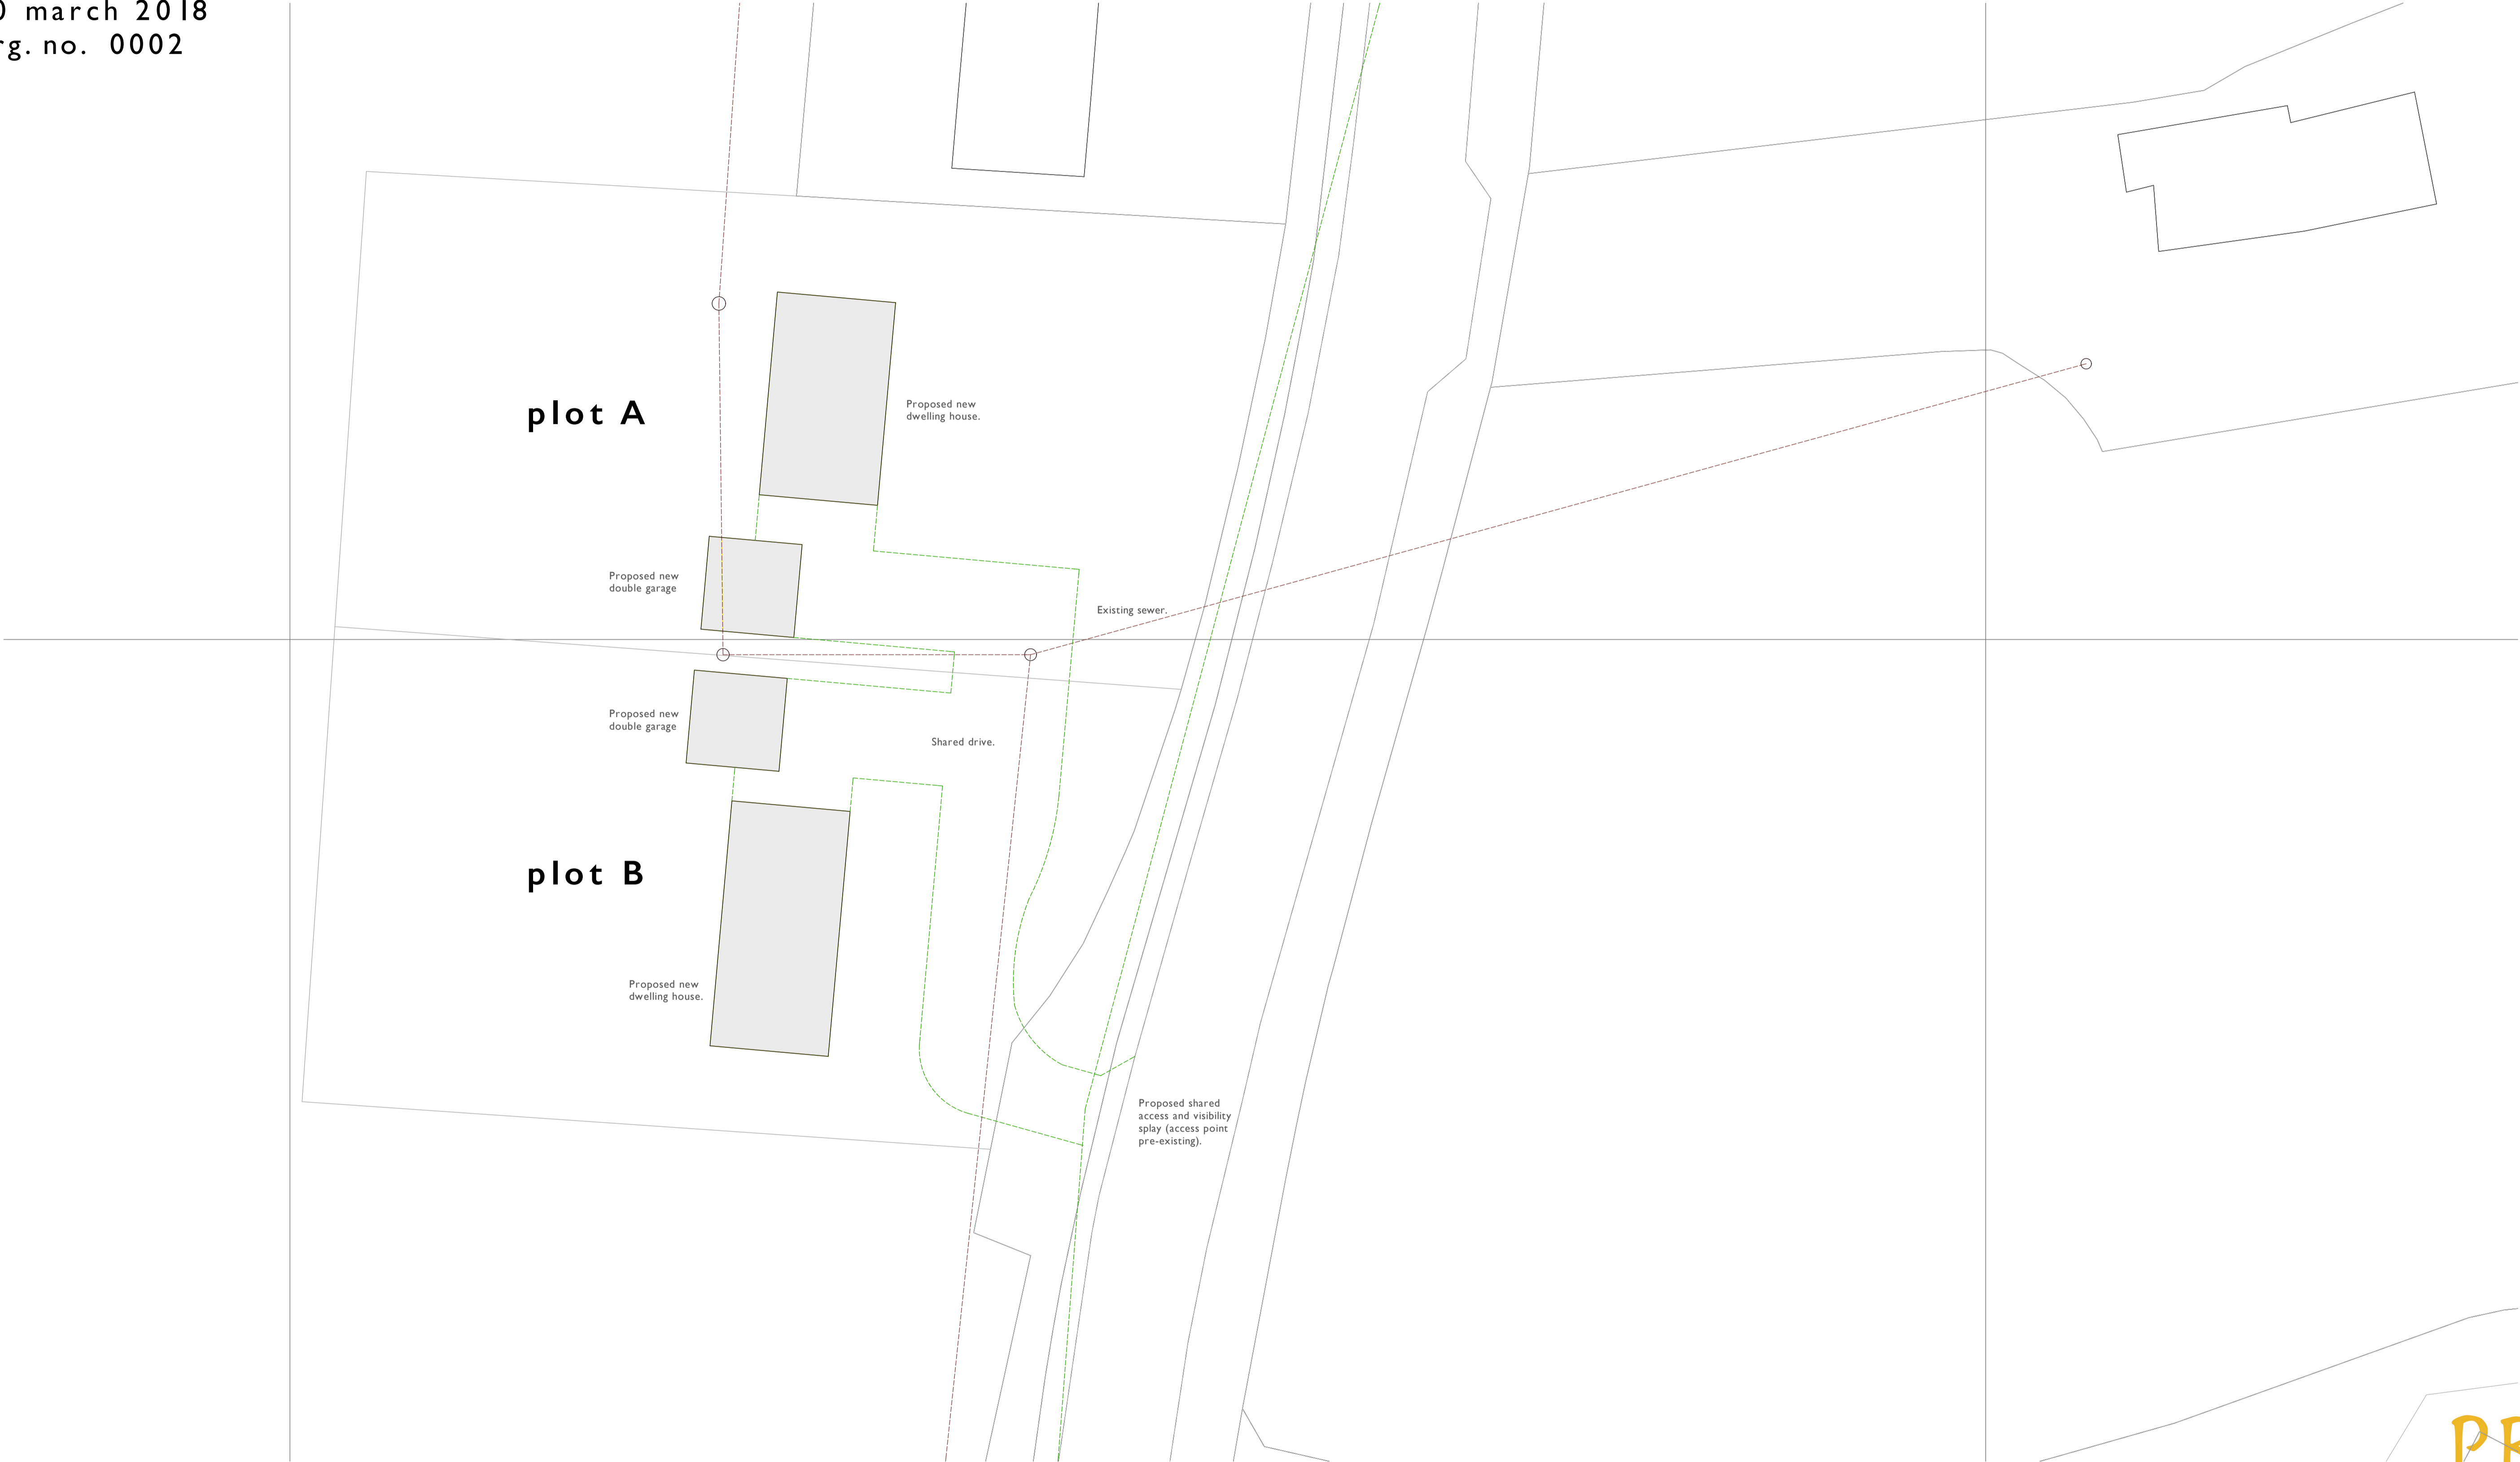 march 2018
no. 0002
plot A
Proposed new
dwelling house.
Proposed new
double garage
Existing sewer.
Proposed new
double garage
Shared drive.
plot B
Proposed new
dwelling house.
Proposed shared
access and visibility
splay (access point
pre-existing).